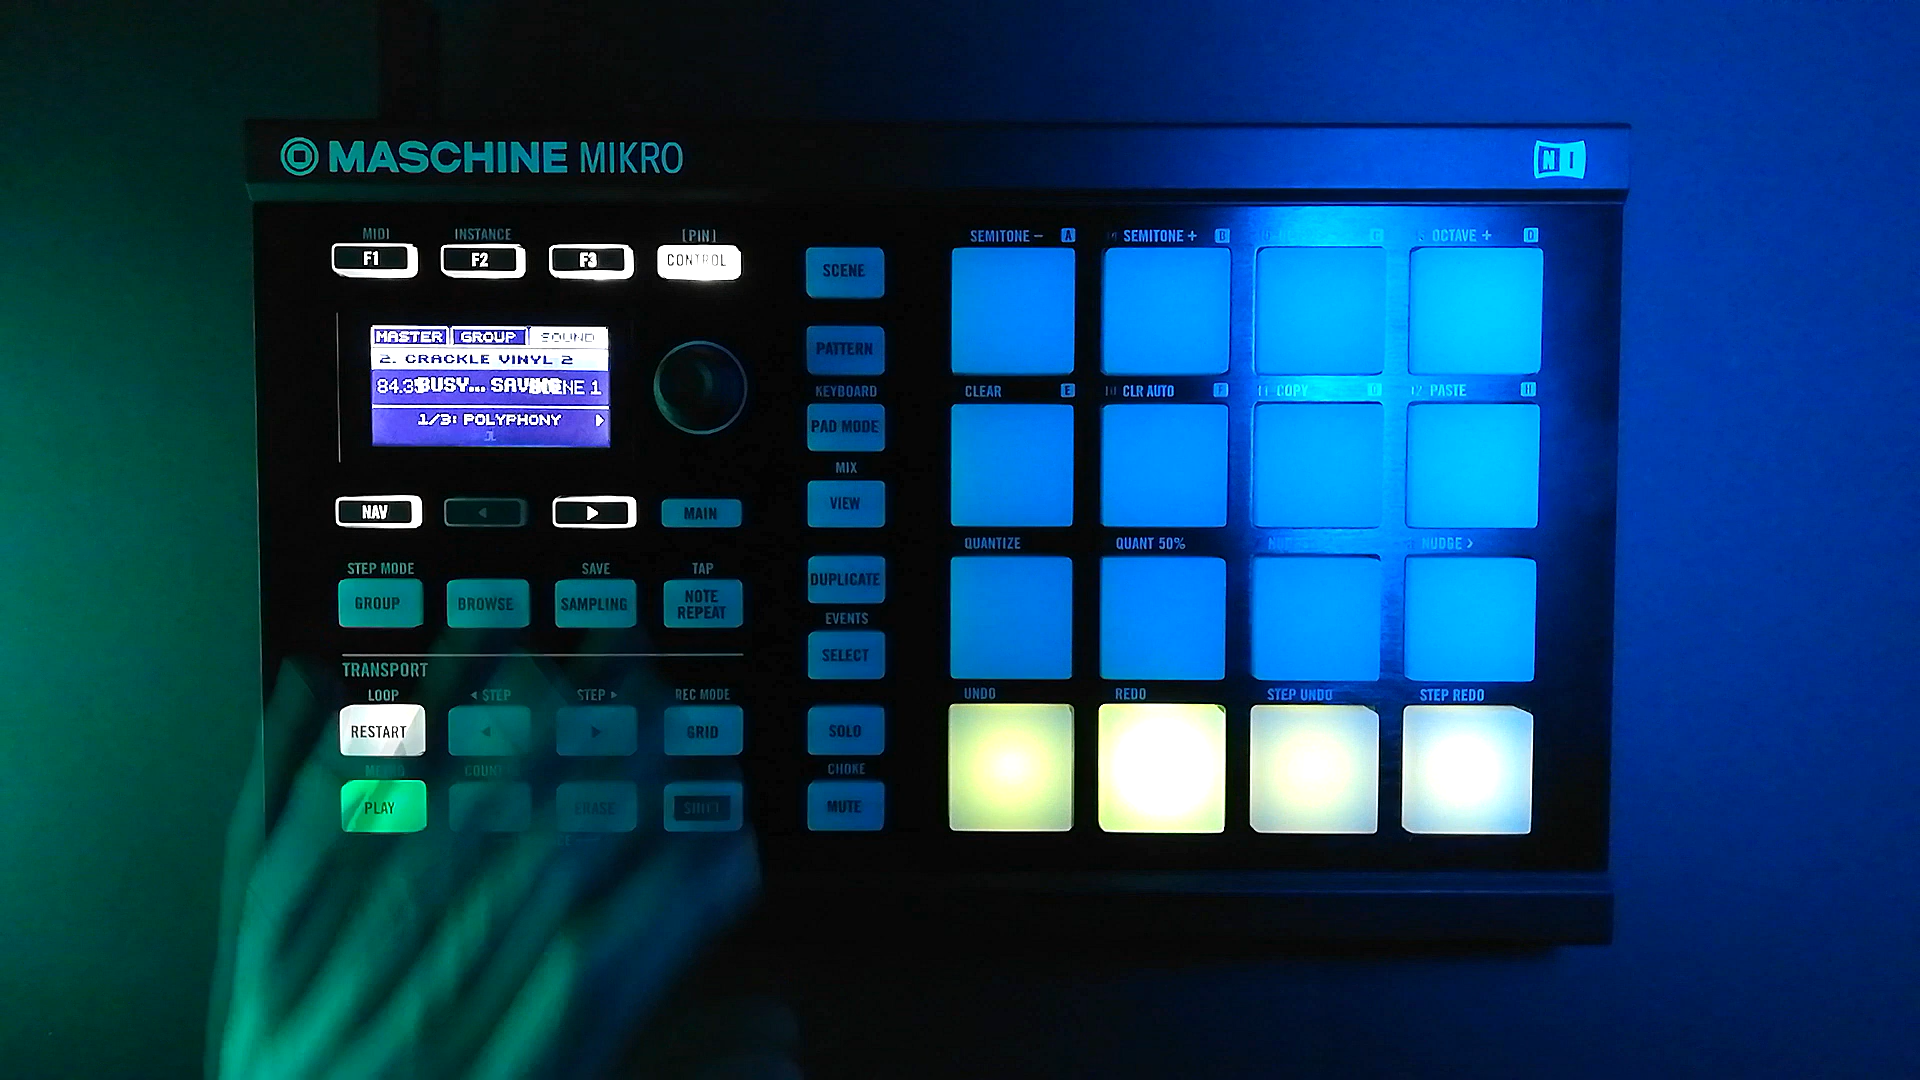 MASCHINE MIKRO
NI
MIDI
INSTANCE
[PIN]
F1
F2
F3
CONTROL
MASTER
GROUP
SOUND
2. CRACKLE VINYL 2
BUSY... SAVING
1/3: POLYPHONY
NAV
MAIN
STEP MODE
SAVE
TAP
GROUP
BROWSE
SAMPLING
NOTE
REPEAT
TRANSPORT
LOOP
STEP
STEP
REC MODE
RESTART
GRID
METRO
COUNT
PLAY
ERASE
SHIFT
SCENE
PATTERN
KEYBOARD
PAD MODE
MIX
VIEW
DUPLICATE
EVENTS
SELECT
SOLO
CHOKE
MUTE
SEMITONE − A
SEMITONE + B
OCTAVE + D
CLEAR E
CLR AUTO F
COPY G
PASTE H
QUANTIZE
QUANT 50%
NUDGE >
UNDO
REDO
STEP UNDO
STEP REDO